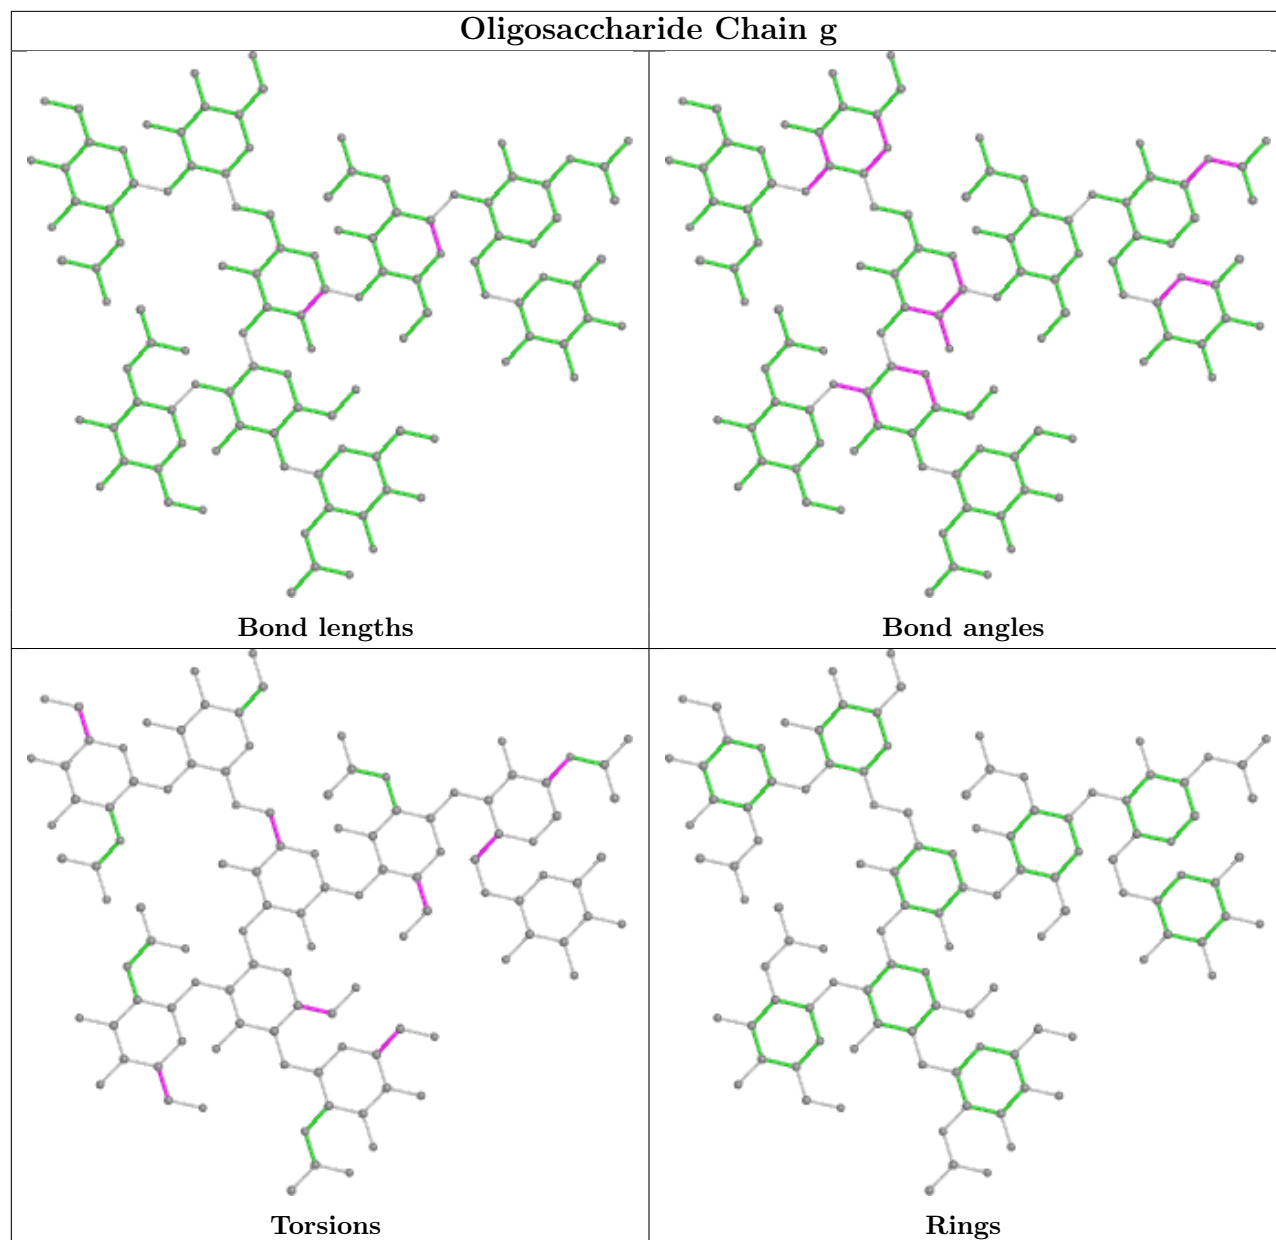 Oligosaccharide Chain g
Bond lengths
Bond angles
Torsions
Rings